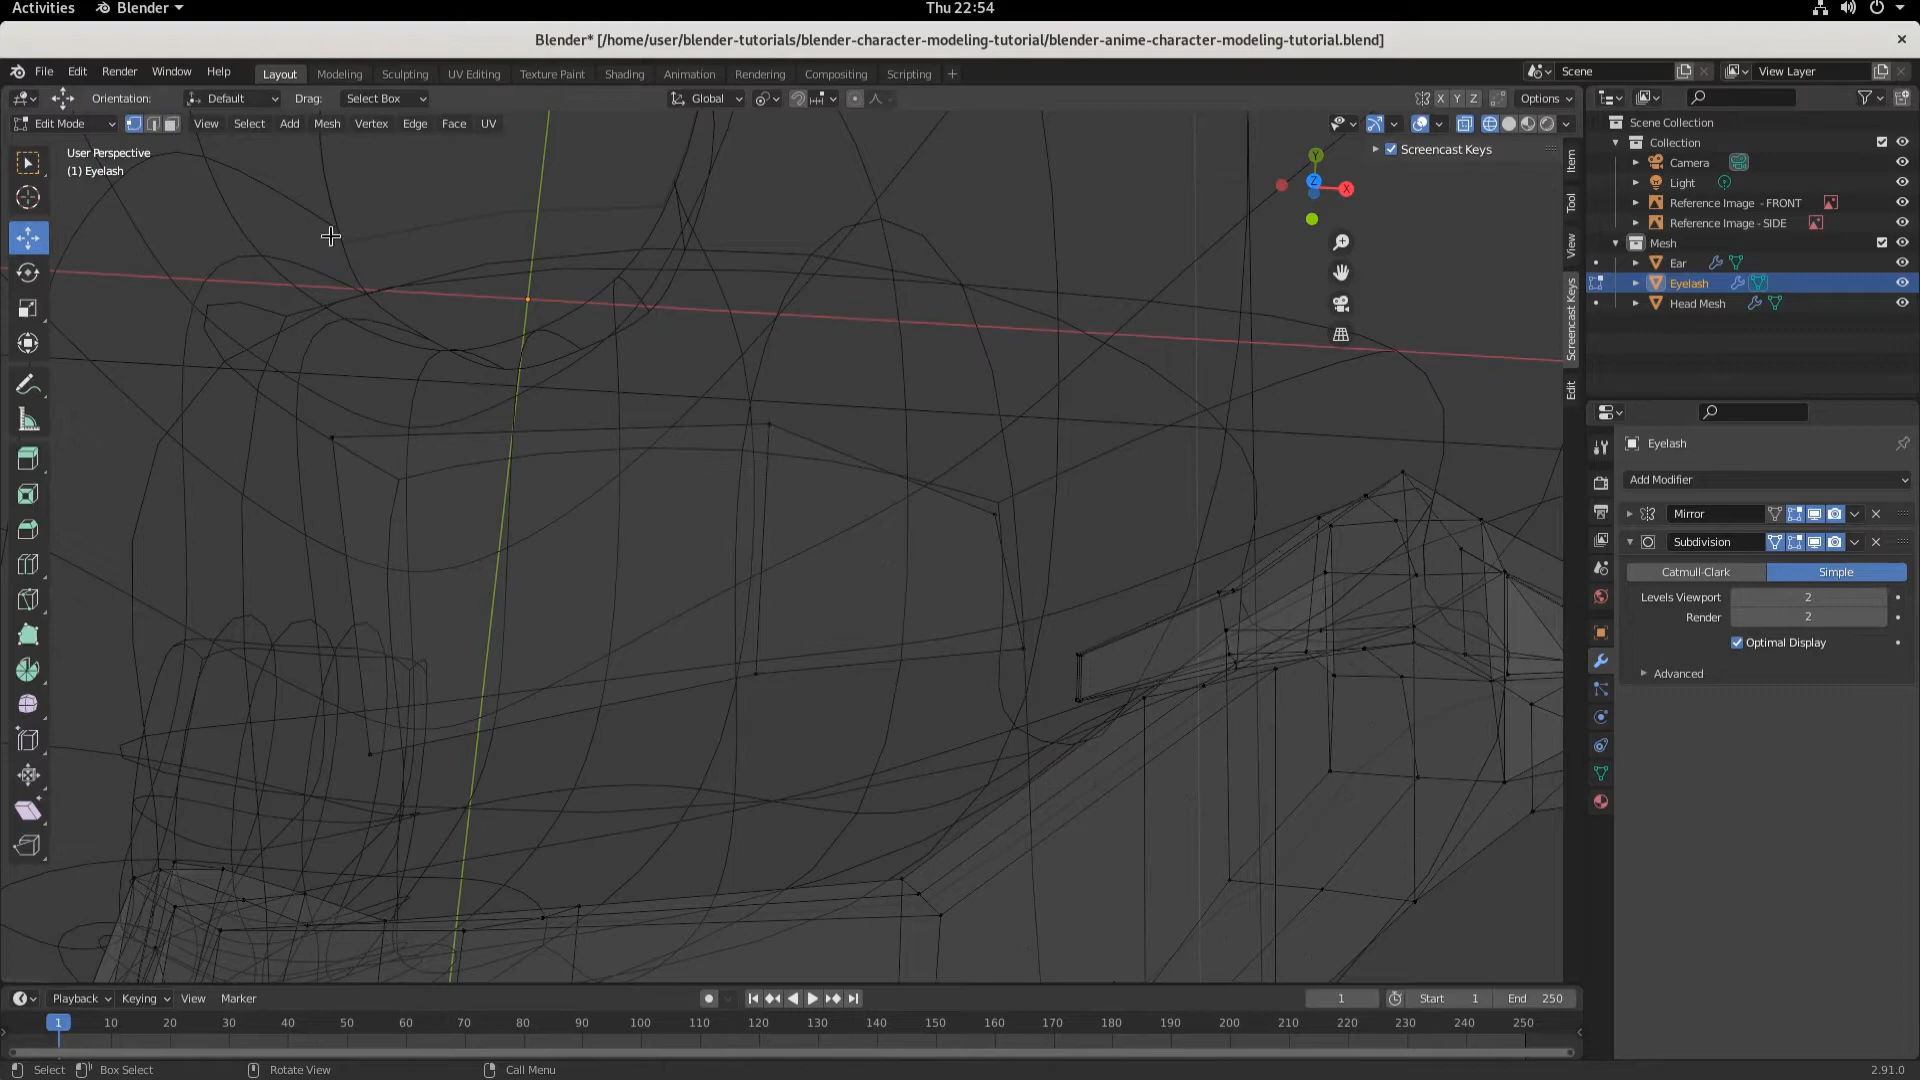 Activities Blender Thu 22:54
Blender* [/home/user/blender-tutorials/blender-character-modeling-tutorial/blender-anime-character-modeling-tutorial.blend]
File Edit Render Window Help Layout Modeling Sculpting UV Editing Texture Paint Shading Animation Rendering Compositing Scripting + Scene View Layer
Orientation: Default Drag: Select Box Global X Y Z Options
Edit Mode View Select Add Mesh Vertex Edge Face UV
User Perspective
(1) Eyelash
Screencast Keys
Y
Z X
Item
Tool
View
Screencast Keys
Edit
Scene Collection
Collection
Camera
Light
Reference Image - FRONT
Reference Image - SIDE
Mesh
Ear
Eyelash
Head Mesh
Eyelash
Add Modifier
Mirror
Subdivision
Catmull-Clark Simple
Levels Viewport 2
Render 2
Optimal Display
Advanced
Playback Keying View Marker 1 Start 1 End 250
1 10 20 30 40 50 60 70 80 90 100 110 120 130 140 150 160 170 180 190 200 210 220 230 240 250
Select Box Select Rotate View Call Menu 2.91.0